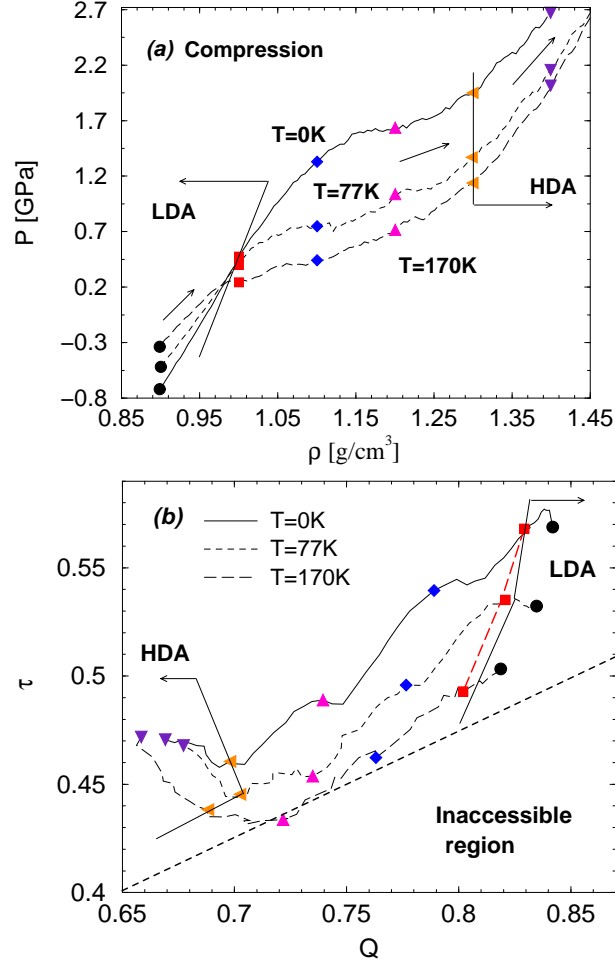 (a) Compression
P [GPa]
2.7
2.2
1.7
1.2
0.7
0.2
−0.3
−0.8
T=0K
T=77K
T=170K
LDA
HDA
0.85 0.95 1.05 1.15 1.25 1.35 1.45
ρ [g/cm³]
(b)
T=0K
T=77K
T=170K
LDA
HDA
τ
0.55
0.5
0.45
0.4
Inaccessible
region
0.65 0.7 0.75 0.8 0.85
Q